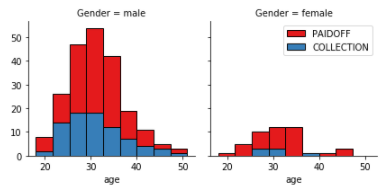 Gender = male
Gender = female
PAIDOFF
COLLECTION
50
40
30
20
10
0
20 30 40 50
20 30 40 50
age
age